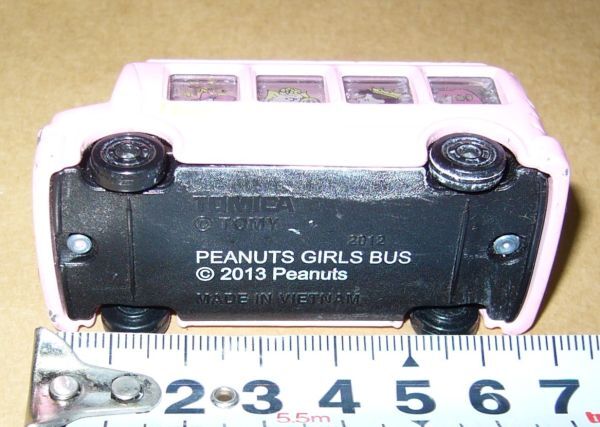 TOMICA
© TOMY
2012
PEANUTS GIRLS BUS
© 2013 Peanuts
MADE IN VIETNAM
2 3 4 5 6 7
5.5m